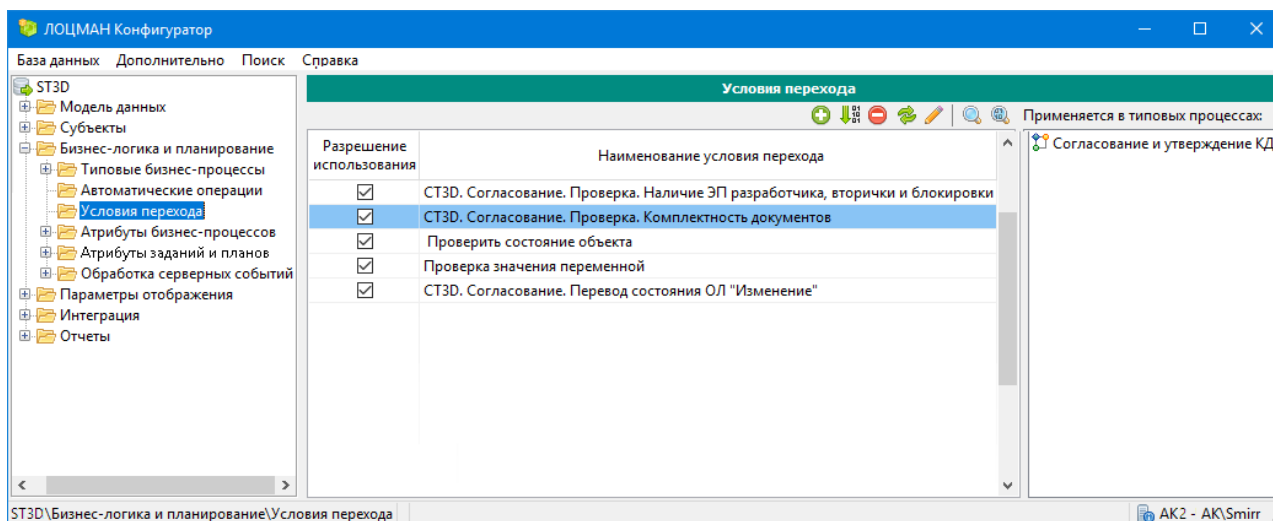 ЛОЦМАН Конфигуратор
База данных Дополнительно Поиск Справка
ST3D
Модель данных
Субъекты
Бизнес-логика и планирование
Типовые бизнес-процессы
Автоматические операции
Условия перехода
Атрибуты бизнес-процессов
Атрибуты заданий и планов
Обработка серверных событий
Параметры отображения
Интеграция
Отчеты
Условия перехода
Применяется в типовых процессах:
Разрешение
использования
Наименование условия перехода
СТ3D. Согласование. Проверка. Наличие ЭП разработчика, вторички и блокировки
СТ3D. Согласование. Проверка. Комплектность документов
Проверить состояние объекта
Проверка значения переменной
СТ3D. Согласование. Перевод состояния ОЛ "Изменение"
Согласование и утверждение КД
ST3D\Бизнес-логика и планирование\Условия перехода
AK2 - AK\Smirr